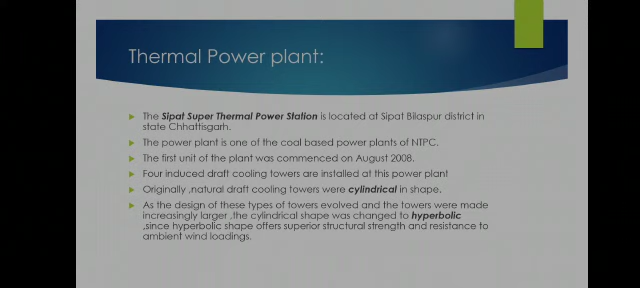 Thermal Power plant:
The Sipat Super Thermal Power Station is located at Sipat Bilaspur district in
state Chhattisgarh.
The power plant is one of the coal based power plants of NTPC.
The first unit of the plant was commenced on August 2008.
Four induced draft cooling towers are installed at this power plant
Originally ,natural draft cooling towers were cylindrical in shape.
As the design of these types of towers evolved and the towers were made
increasingly larger ,the cylindrical shape was changed to hyperbolic
,since hyperbolic shape offers superior structural strength and resistance to
ambient wind loadings.